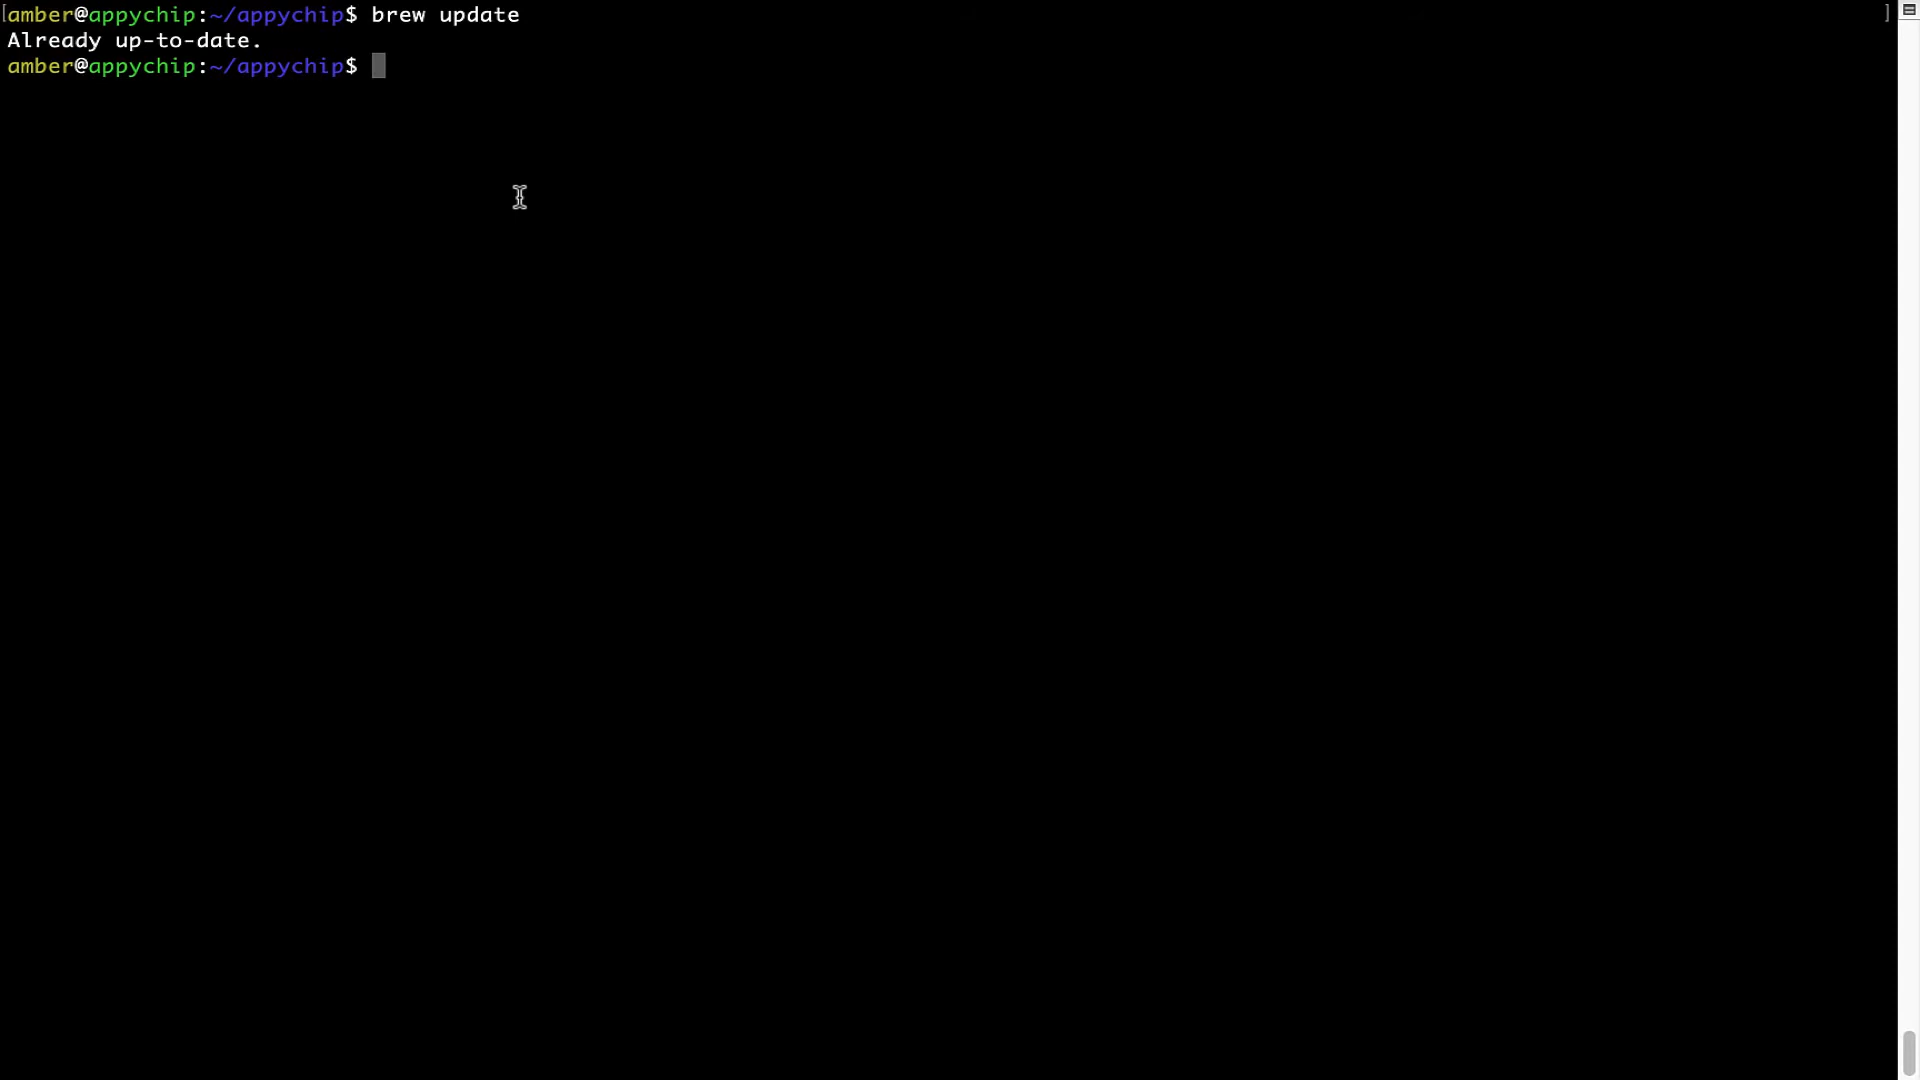 [amber@appychip:~/appychip$ brew update ]
Already up-to-date.
amber@appychip:~/appychip$